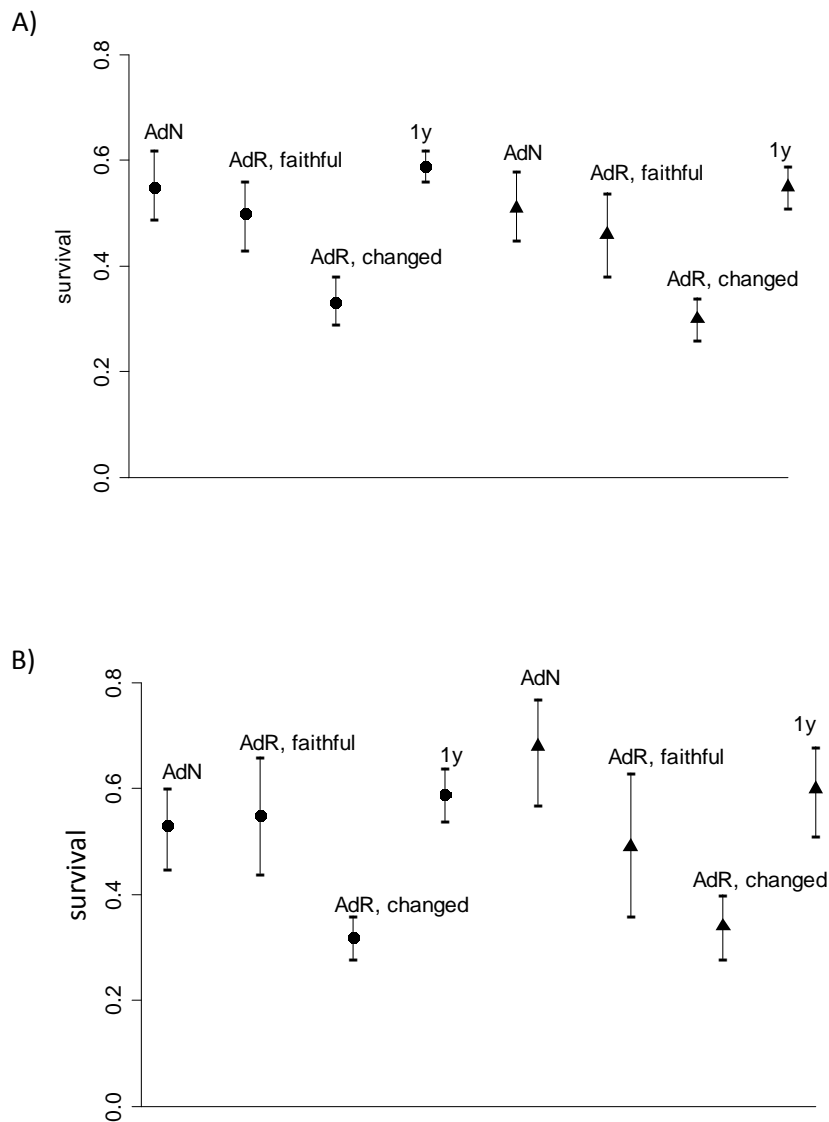 A)
0.8
AdN
1y
AdN
1y
AdR, faithful
AdR, faithful
0.6
AdR, changed
AdR, changed
survival
0.4
0.2
0.0
B)
0.8
AdN
AdN
AdR, faithful
1y
AdR, faithful
1y
0.6
AdR, changed
AdR, changed
survival
0.4
0.2
0.0